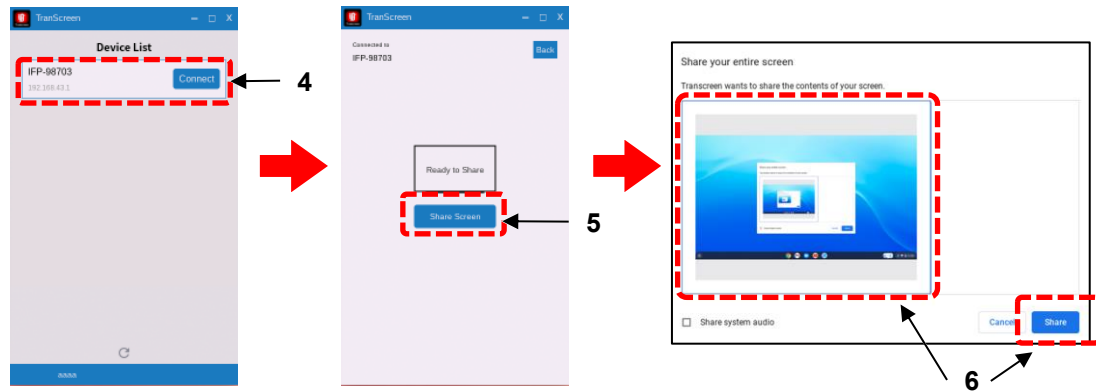 TranScreen
Device List
IFP-98703
192.168.43.1
Connect
4
aaaa
TranScreen
Connected to
IFP-98703
Back
Ready to Share
Share Screen
5
Share your entire screen
Transcreen wants to share the contents of your screen.
Share system audio
Cancel
Share
6